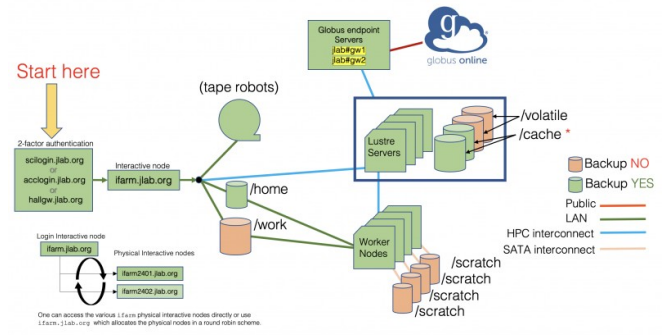 Globus endpoint
Servers
jlab#gw1
jlab#gw2
g
globus online
Start here
(tape robots)
2-factor authentication
scilogin.jlab.org
or
acclogin.jlab.org
or
hallgw.jlab.org
Interactive node
ifarm.jlab.org
Lustre
Servers
/volatile
/cache *
Backup NO
Backup YES
Public
LAN
HPC interconnect
SATA interconnect
/home
/work
Worker
Nodes
/scratch
/scratch
/scratch
/scratch
Login Interactive node
ifarm.jlab.org
Physical Interactive nodes
ifarm2401.jlab.org
ifarm2402.jlab.org
One can access the various ifarm physical interactive nodes directly or use
ifarm.jlab.org which allocates the physical nodes in a round robin scheme.